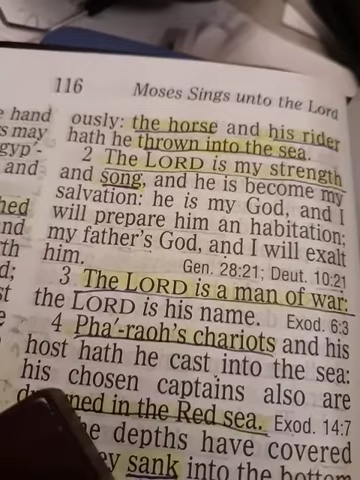 116 Moses Sings unto the Lord
hand
may
gyp'-
and
hed
and
th
d;
st
ously: the horse and his rider
hath he thrown into the sea.
2 The LORD is my strength
and song, and he is become my
salvation: he is my God, and I
will prepare him an habitation;
my father's God, and I will exalt
him. Gen. 28:21; Deut. 10:21
3 The LORD is a man of war:
the LORD is his name. Exod. 6:3
4 Pha'-raoh's chariots and his
host hath he cast into the sea:
his chosen captains also are
ned in the Red sea. Exod. 14:7
depths have covered
sank into the bottom